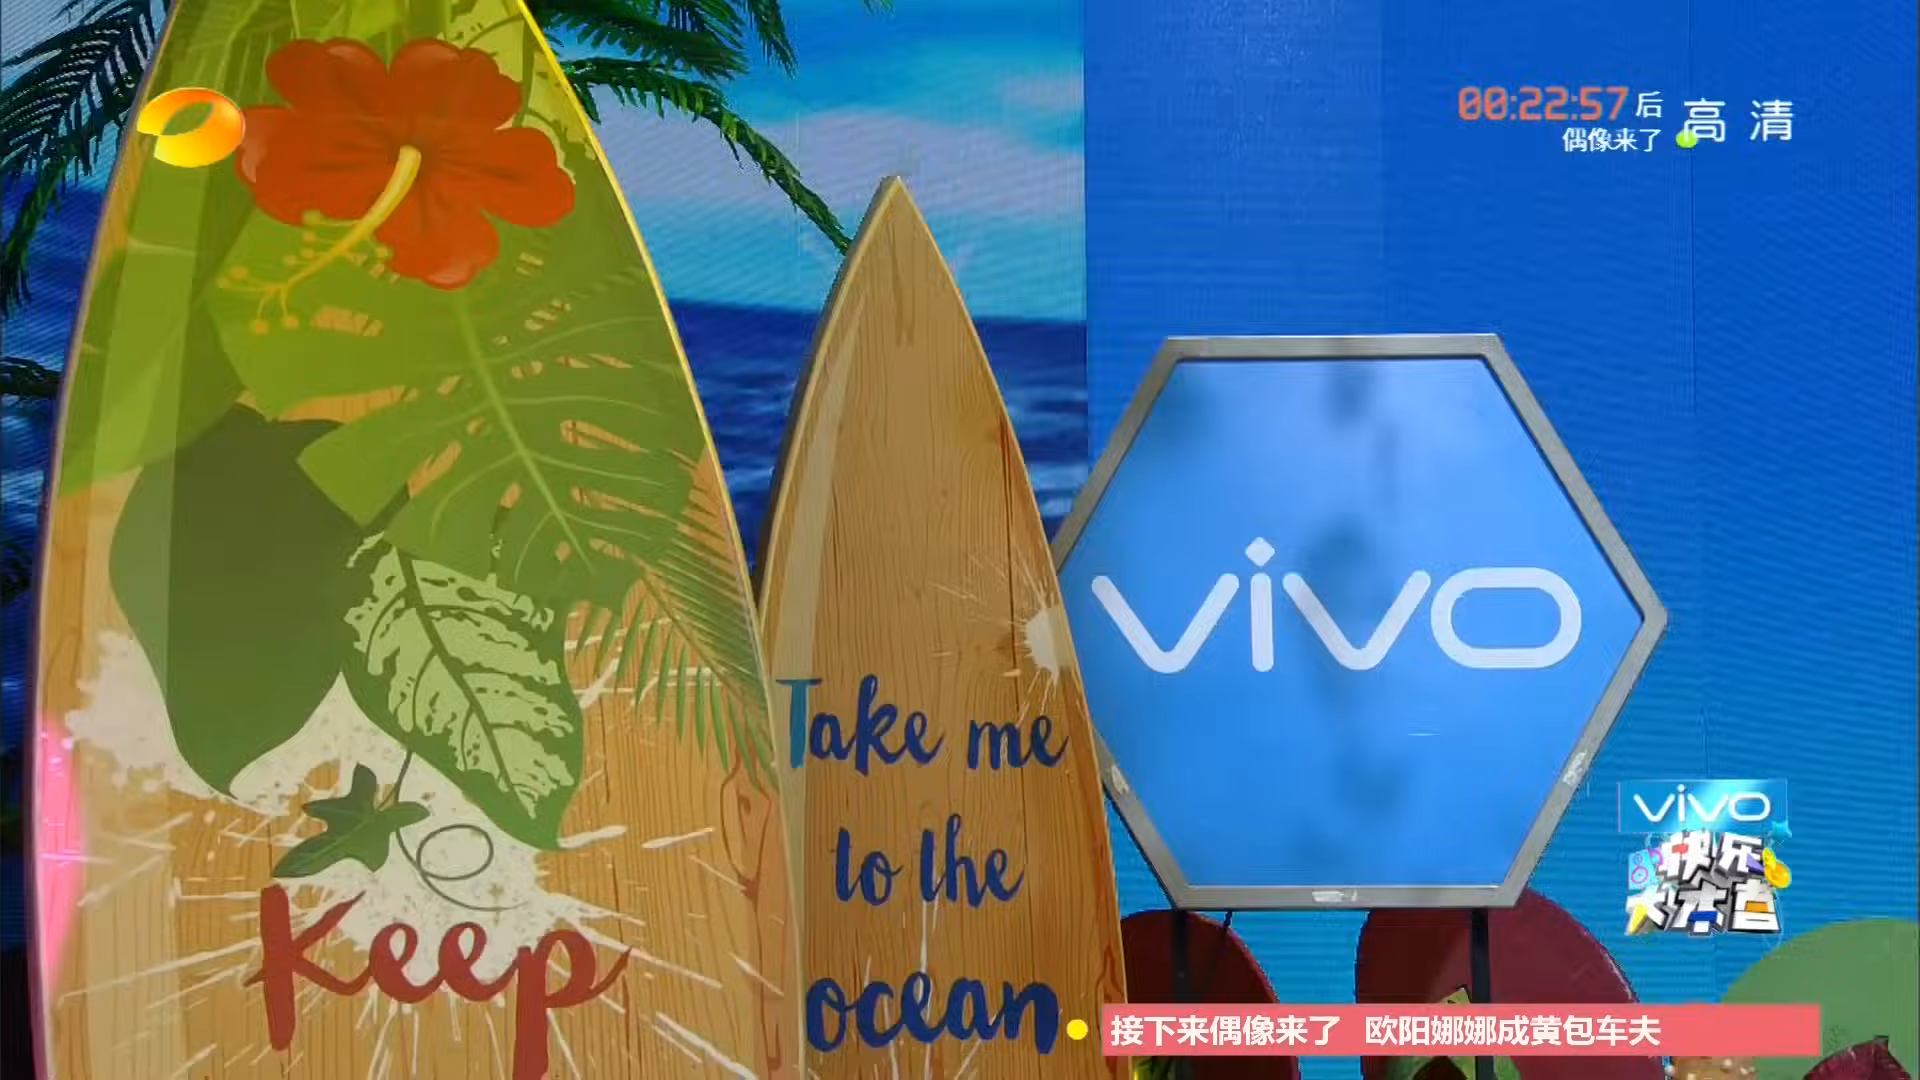 00:22:57后
偶像来了
高清
Keep
Take me
to the
ocean
vivo
vivo
快乐
大本营
接下来偶像来了 欧阳娜娜成黄包车夫